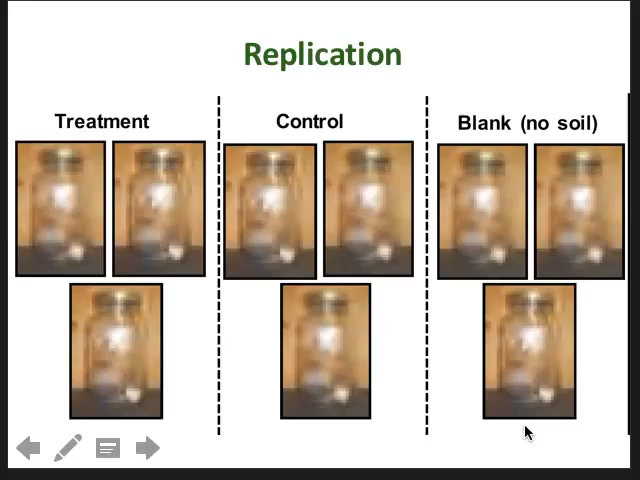 Replication
Treatment
Control
Blank (no soil)